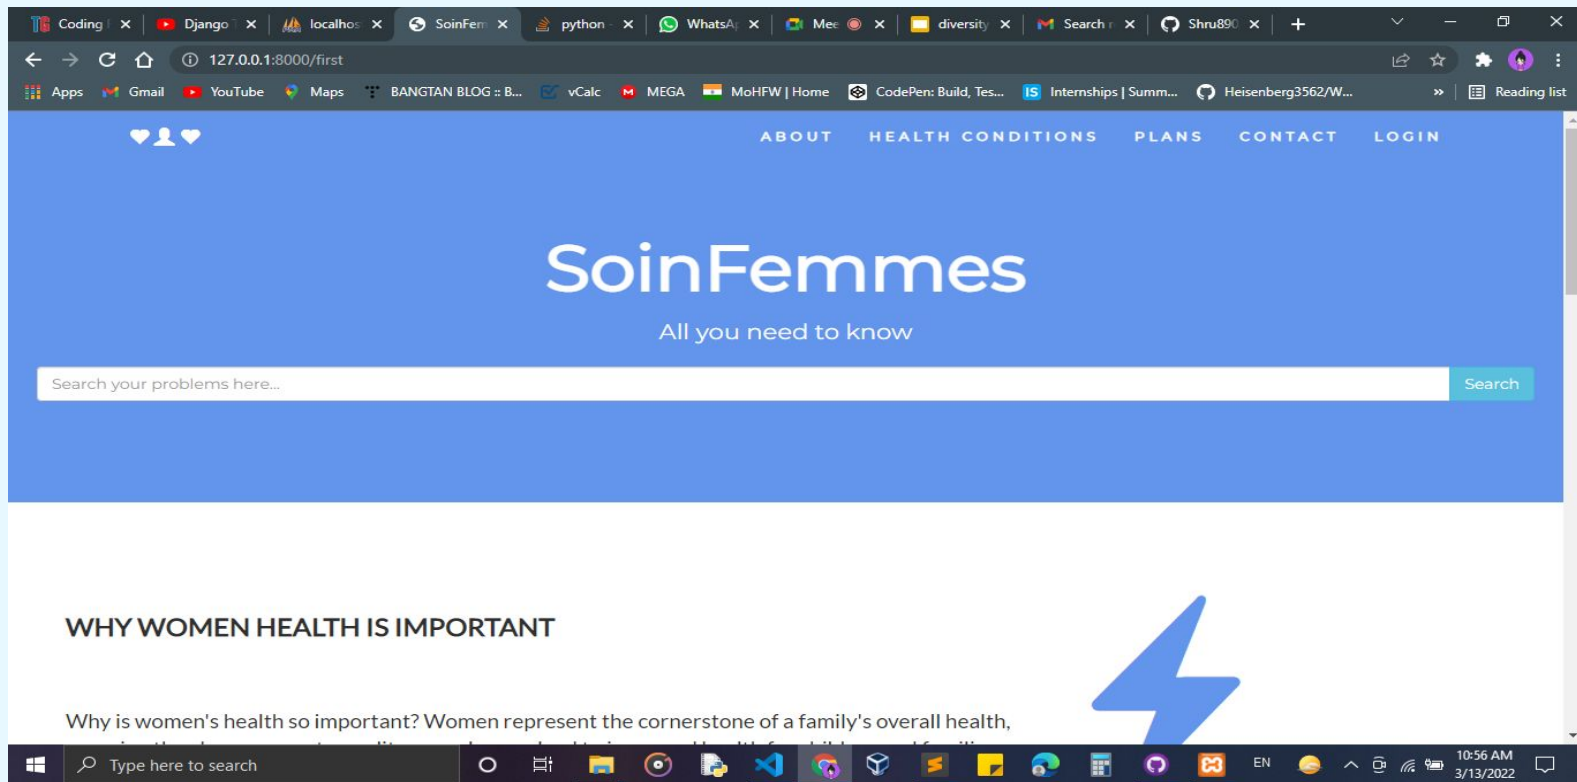 Coding
Django
localhos
SoinFem
python -
WhatsA
Mee
diversity
Search r
Shru890
127.0.0.1:8000/first
Apps
Gmail
YouTube
Maps
BANGTAN BLOG :: B...
vCalc
MEGA
MoHFW | Home
CodePen: Build, Tes...
IS
Internships | Summ...
Heisenberg3562/W...
»
Reading list
ABOUT
HEALTH CONDITIONS
PLANS
CONTACT
LOGIN
SoinFemmes
All you need to know
Search your problems here...
Search
WHY WOMEN HEALTH IS IMPORTANT
Why is women's health so important? Women represent the cornerstone of a family's overall health,
Type here to search
EN
10:56 AM
3/13/2022